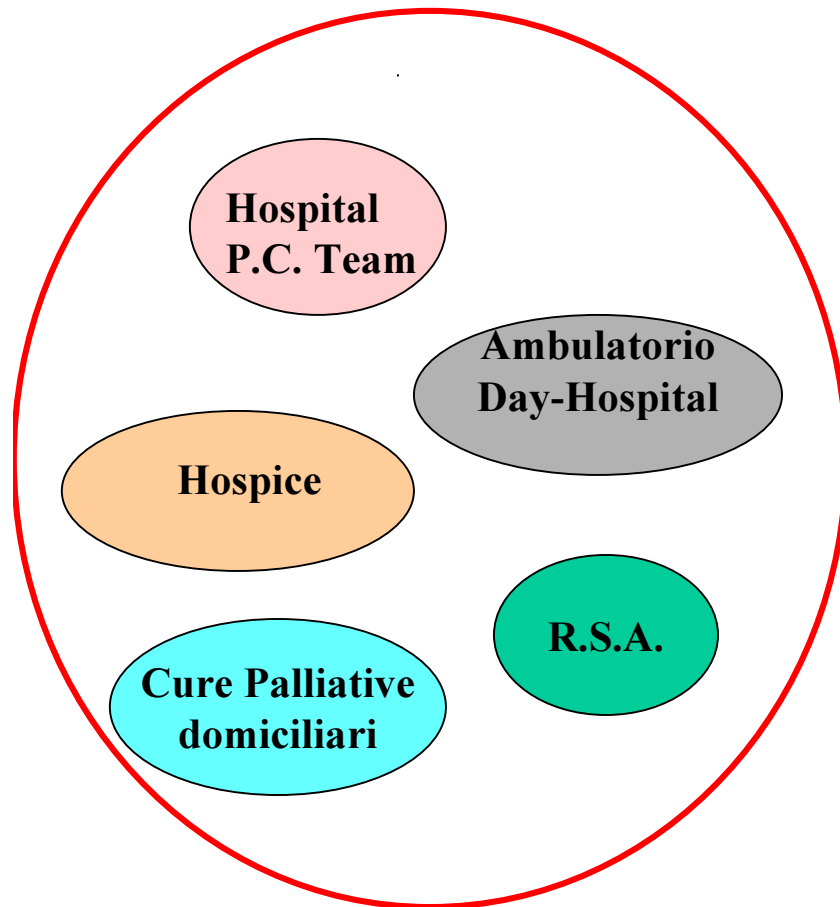 Hospital
P.C. Team
Ambulatorio
Day-Hospital
Hospice
R.S.A.
Cure Palliative
domiciliari